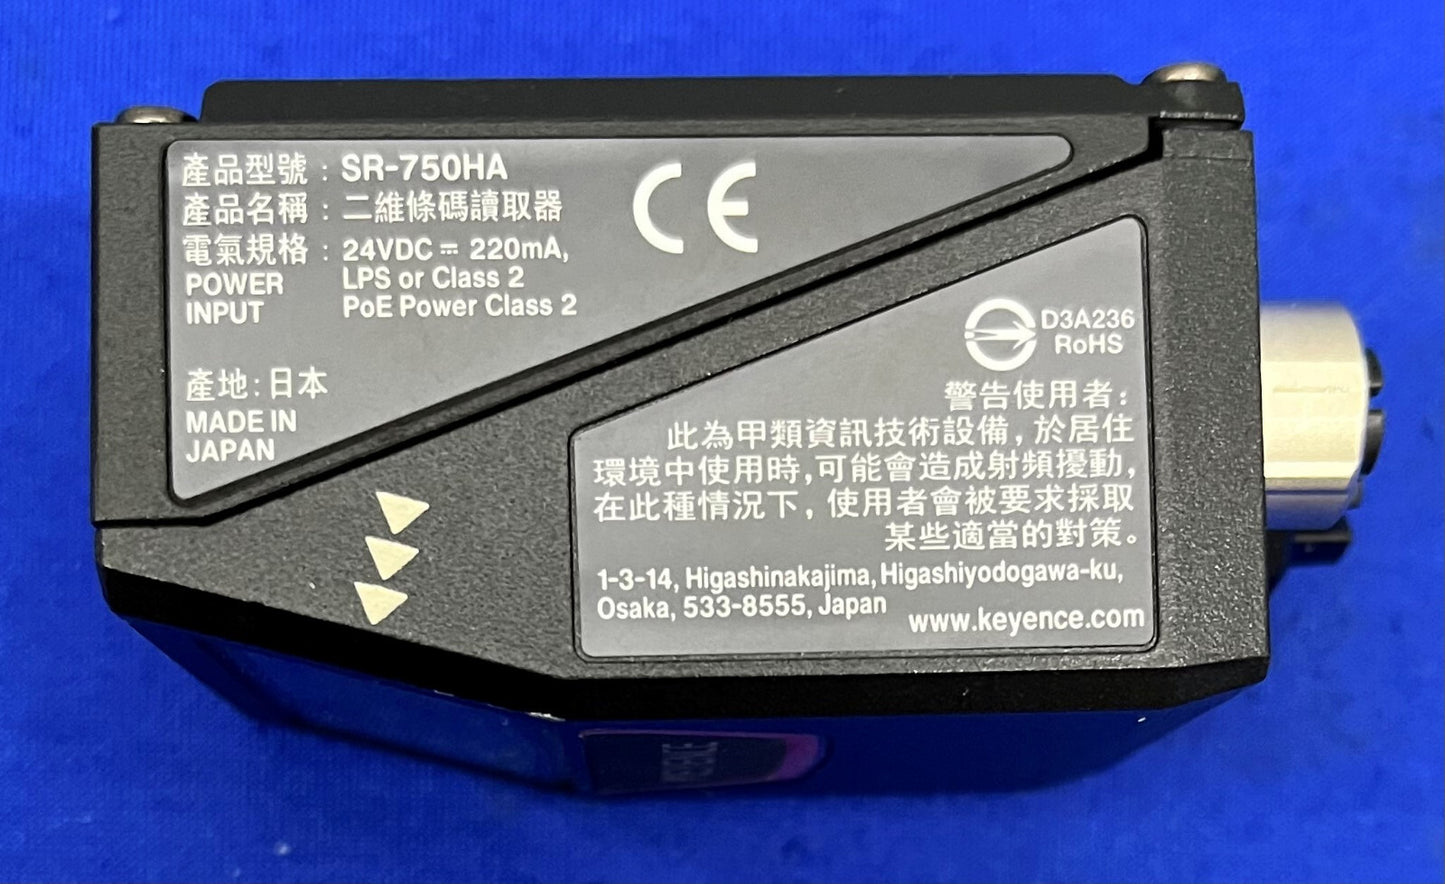 產品型號 : SR-750HA
產品名稱 : 二維條碼讀取器
電氣規格 : 24VDC ⎓ 220mA,
POWER LPS or Class 2
INPUT PoE Power Class 2
產地: 日本
MADE IN
JAPAN
CE
D3A236
RoHS
警告使用者:
此為甲類資訊技術設備, 於居住
環境中使用時, 可能會造成射頻擾動,
在此種情況下, 使用者會被要求採取
某些適當的對策。
1-3-14, Higashinakajima, Higashiyodogawa-ku,
Osaka, 533-8555, Japan
www.keyence.com